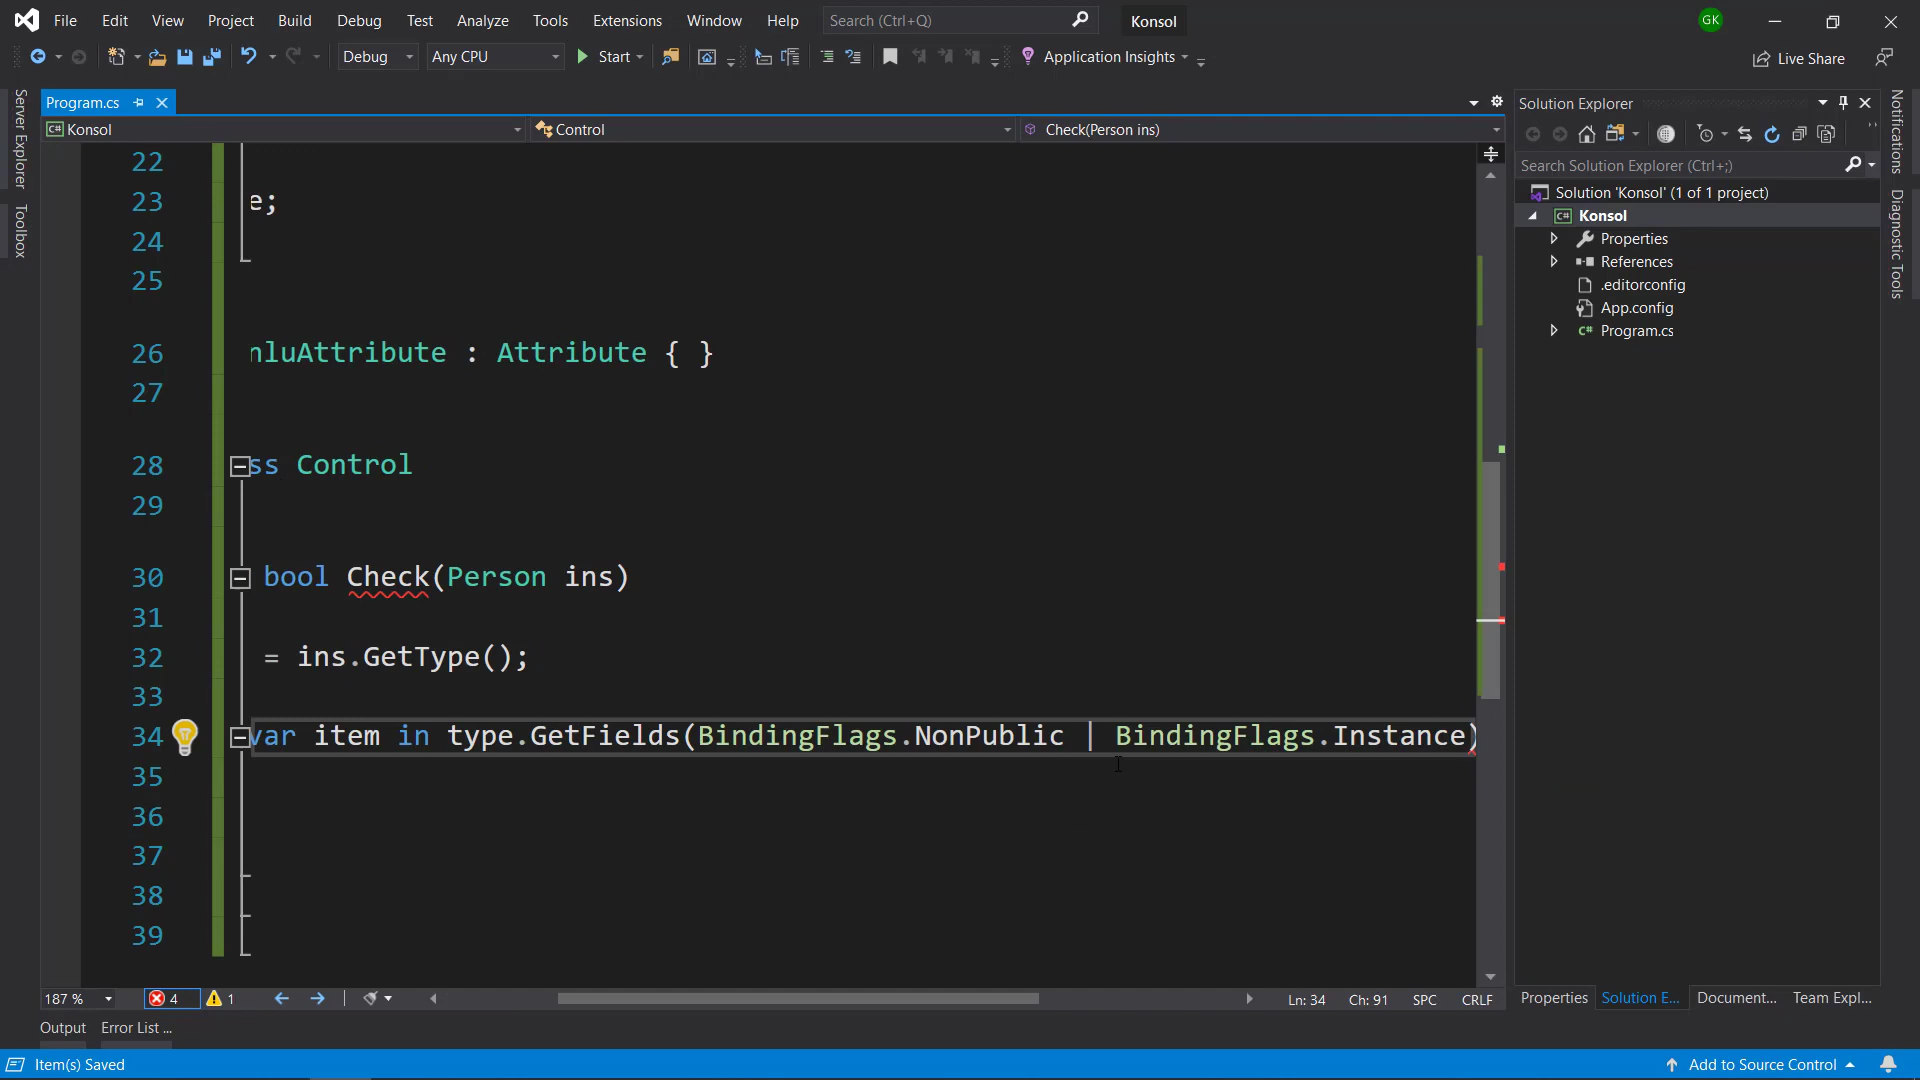 File Edit View Project Build Debug Test Analyze Tools Extensions Window Help Search (Ctrl+Q) Konsol GK
Debug Any CPU Start Application Insights Live Share
Program.cs
Konsol Control Check(Person ins)
22
23 e;
24
25
26 nluAttribute : Attribute { }
27
28 ss Control
29
30 bool Check(Person ins)
31
32 = ins.GetType();
33
34 var item in type.GetFields(BindingFlags.NonPublic | BindingFlags.Instance)
35
36
37
38
39
187 % 4 1 Ln: 34 Ch: 91 SPC CRLF
Output Error List ...
Item(s) Saved Add to Source Control
Server Explorer
Toolbox
Solution Explorer
Search Solution Explorer (Ctrl+;)
Solution 'Konsol' (1 of 1 project)
Konsol
Properties
References
.editorconfig
App.config
Program.cs
Properties Solution E... Document... Team Expl...
Notifications
Diagnostic Tools